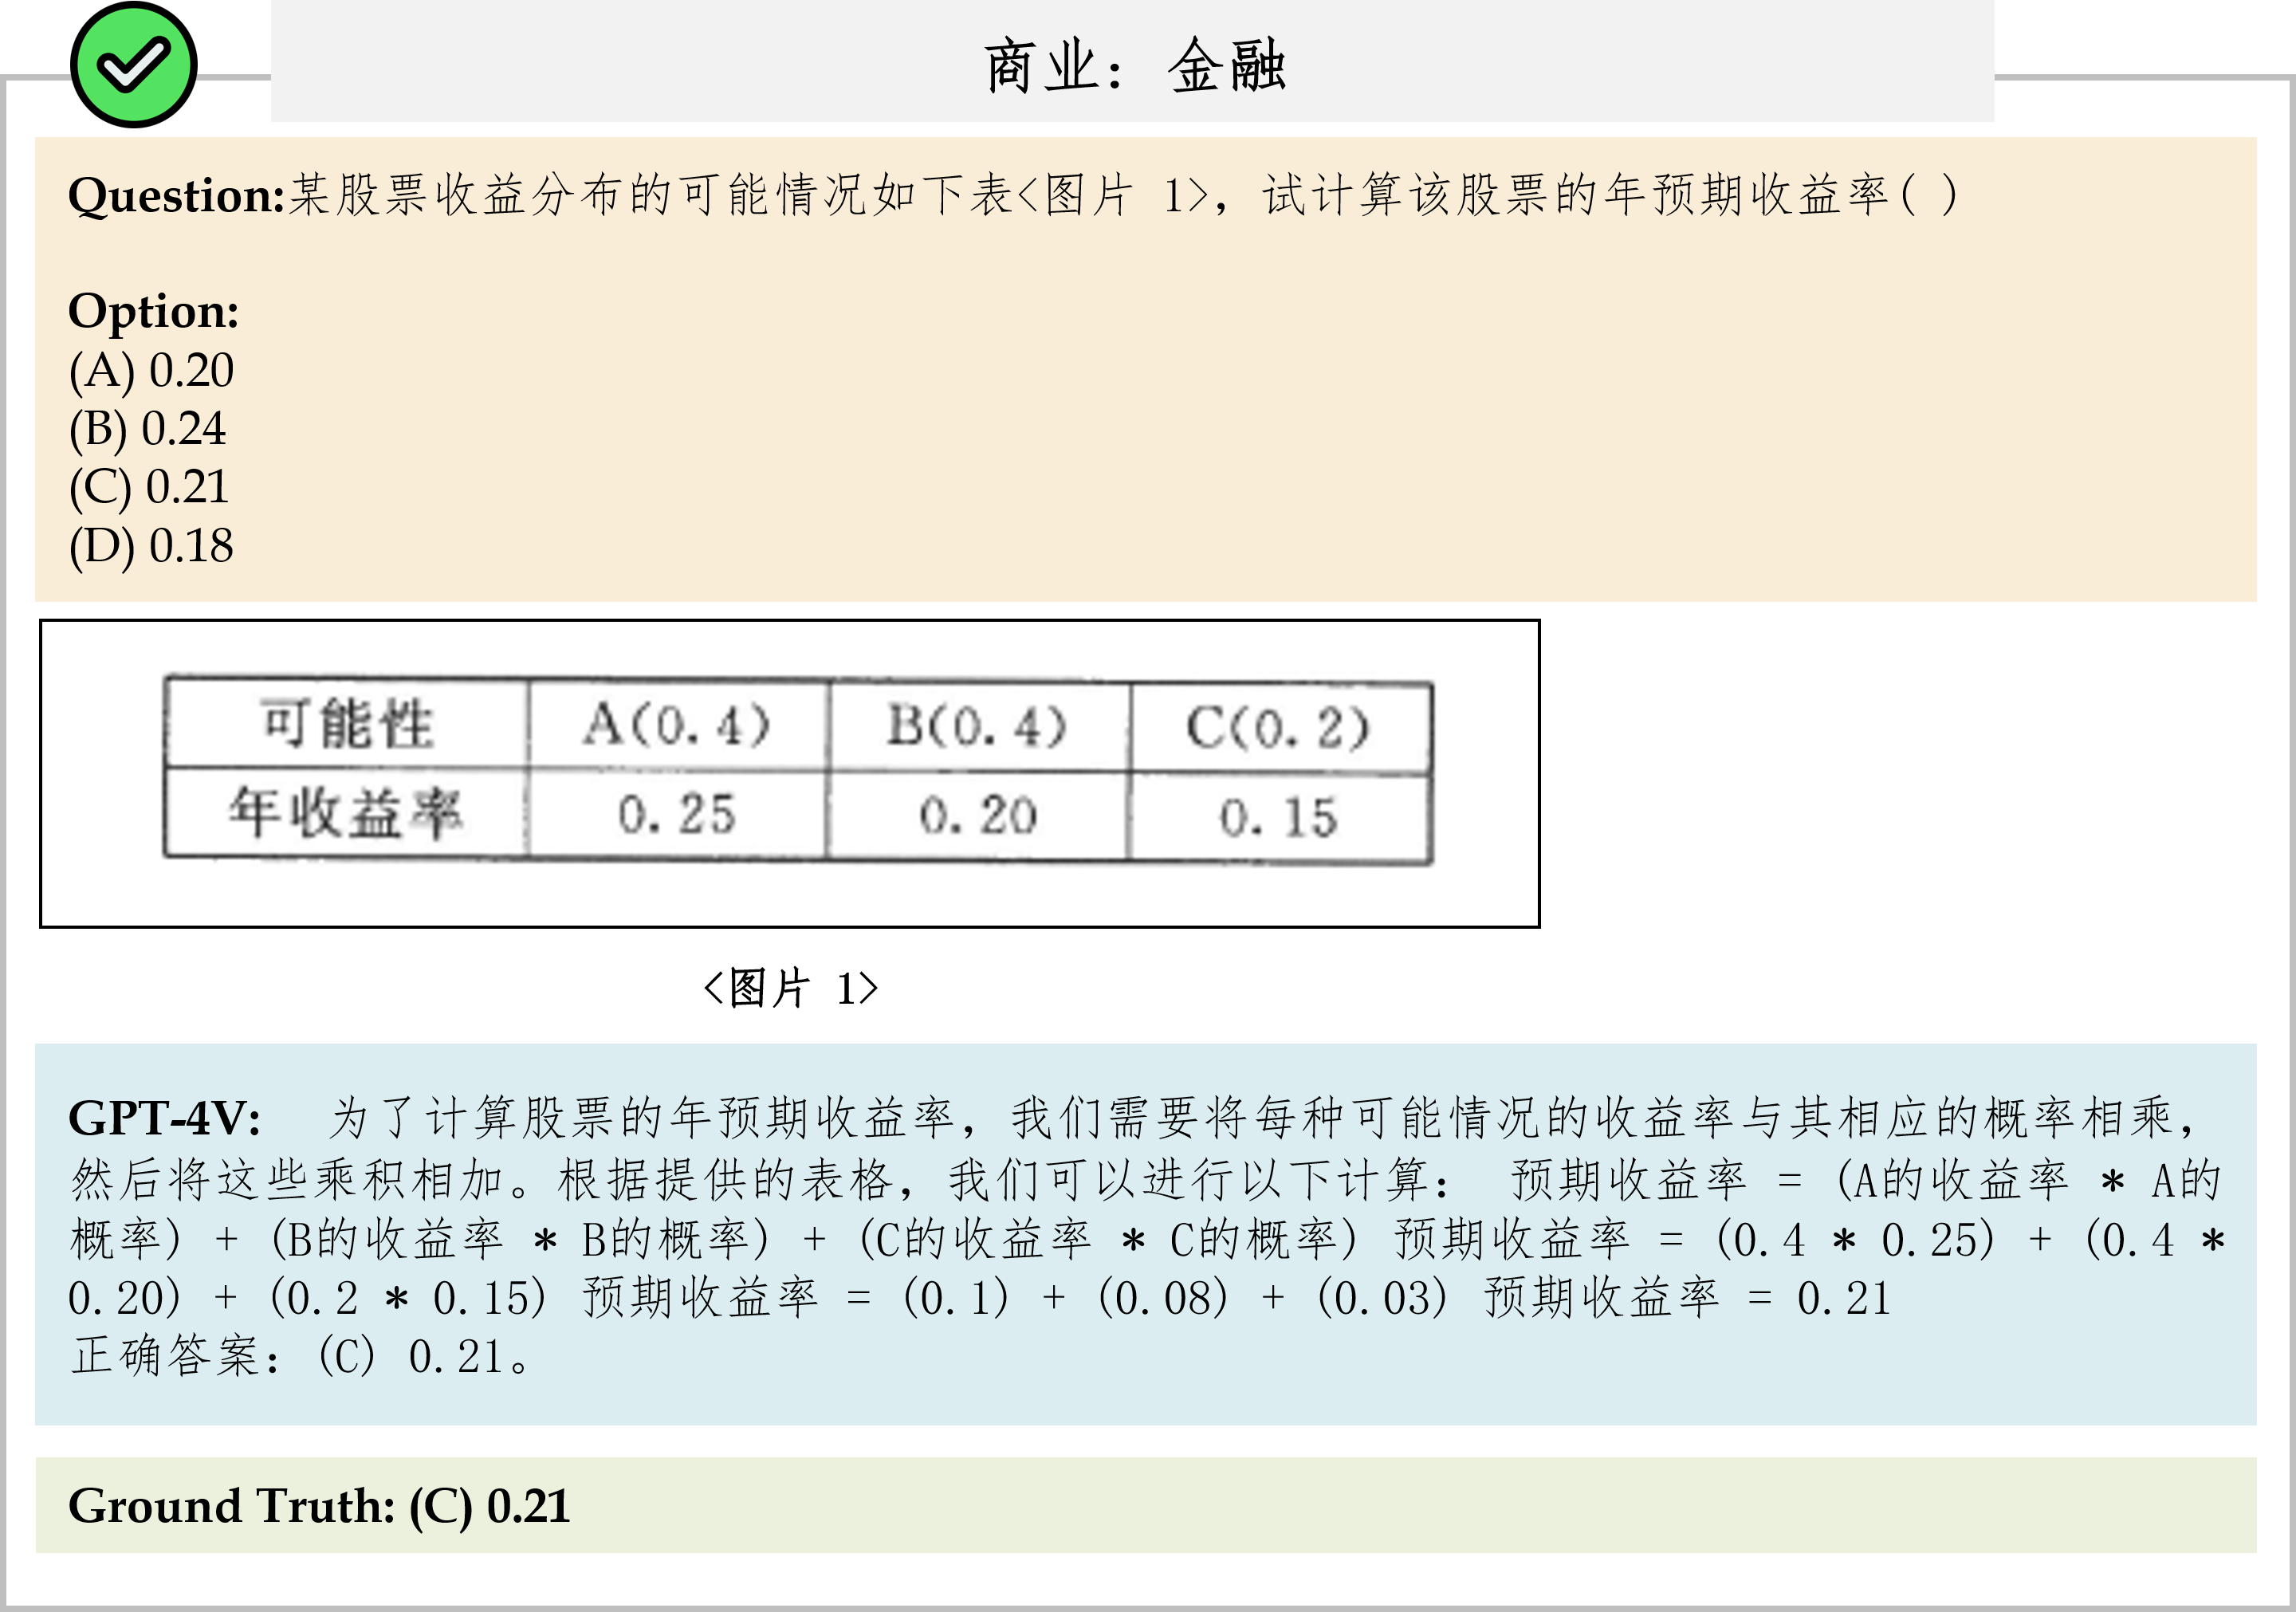 商业：金融
Question:某股票收益分布的可能情况如下表<图片 1>，试计算该股票的年预期收益率( )
Option:
(A) 0.20
(B) 0.24
(C) 0.21
(D) 0.18
可能性 A(0.4) B(0.4) C(0.2)
年收益率 0.25 0.20 0.15
<图片 1>
GPT-4V: 为了计算股票的年预期收益率，我们需要将每种可能情况的收益率与其相应的概率相乘，
然后将这些乘积相加。根据提供的表格，我们可以进行以下计算： 预期收益率 = (A的收益率 * A的
概率) + (B的收益率 * B的概率) + (C的收益率 * C的概率) 预期收益率 = (0.4 * 0.25) + (0.4 *
0.20) + (0.2 * 0.15) 预期收益率 = (0.1) + (0.08) + (0.03) 预期收益率 = 0.21
正确答案：(C) 0.21。
Ground Truth: (C) 0.21